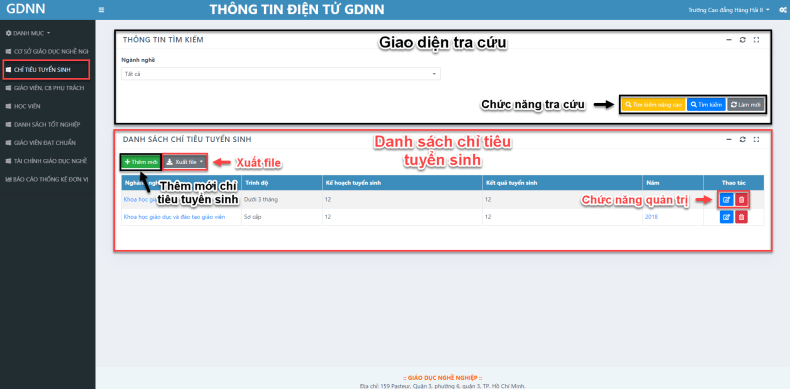 GDNN
THÔNG TIN ĐIỆN TỬ GDNN
Trường Cao đẳng Hàng Hải II
DANH MỤC
CƠ SỞ GIÁO DỤC NGHỀ NGH
CHỈ TIÊU TUYỂN SINH
GIÁO VIÊN, CB PHỤ TRÁCH
HỌC VIÊN
DANH SÁCH TỐT NGHIỆP
GIÁO VIÊN ĐẠT CHUẨN
TÀI CHÍNH GIÁO DỤC NGHỀ
BÁO CÁO THỐNG KÊ ĐƠN VỊ
THÔNG TIN TÌM KIẾM
Giao diện tra cứu
Ngành nghề
Tất cả
Chức năng tra cứu
Tìm kiếm nâng cao
Tìm kiếm
Làm mới
DANH SÁCH CHỈ TIÊU TUYỂN SINH
Danh sách chỉ tiêu
tuyển sinh
Thêm mới
Xuất file
Xuất file
Ngành nghề Trình độ Kế hoạch tuyển sinh Kết quả tuyển sinh Năm Thao tác
Thêm mới chỉ
tiêu tuyển sinh
Khoa học Dưới 3 tháng 12 12
Chức năng quản trị
Khoa học giáo dục và đào tạo giáo viên Sơ cấp 12 12 2018
:: GIÁO DỤC NGHỀ NGHIỆP ::
Địa chỉ: 159 Pasteur, Quận 3, phường 6, quận 3, TP. Hồ Chí Minh.